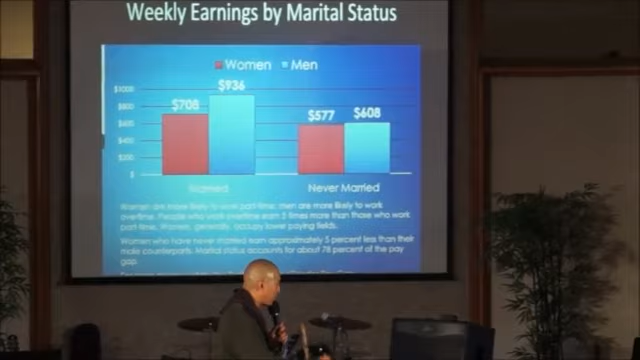 Weekly Earnings by Marital Status
Women Men
$1000
$936
$800
$708
$577
$608
$600
$400
$200
$
Married
Never Married
Women are more likely to work part-time; men are more likely to work
overtime. People who work overtime earn 5 times more than those who work
part-time. Women, generally, occupy lower paying fields.
Women who have never married earn approximately 5 percent less than their
male counterparts. Marital status accounts for about 78 percent of the pay
gap.